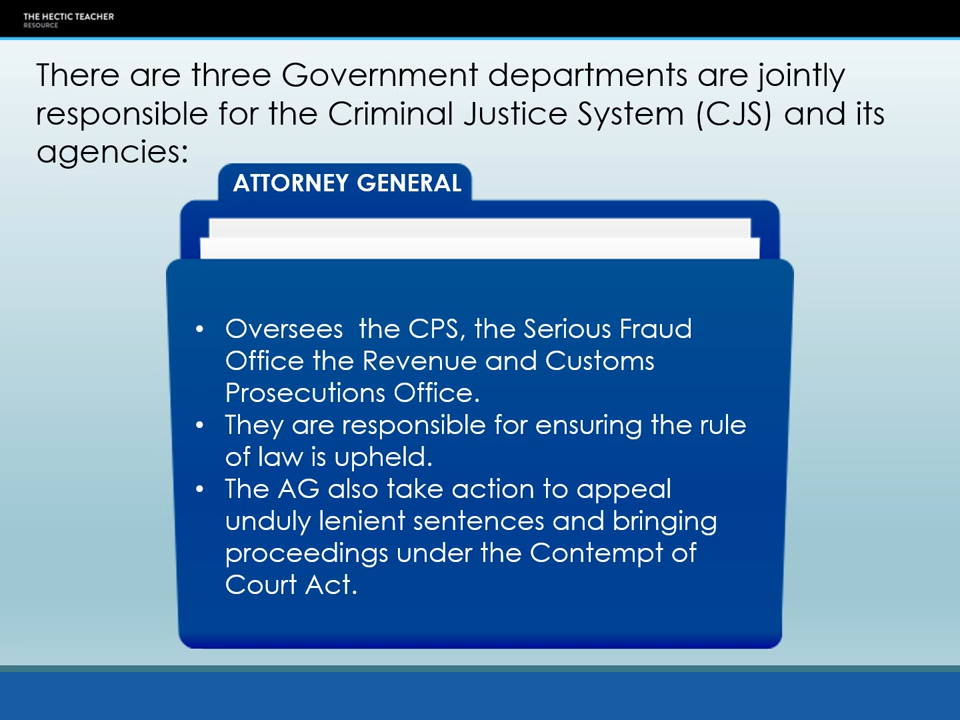 THE HECTIC TEACHER
RESOURCE
There are three Government departments are jointly
responsible for the Criminal Justice System (CJS) and its
agencies:
ATTORNEY GENERAL
• Oversees  the CPS, the Serious Fraud
Office the Revenue and Customs
Prosecutions Office.
• They are responsible for ensuring the rule
of law is upheld.
• The AG also take action to appeal
unduly lenient sentences and bringing
proceedings under the Contempt of
Court Act.